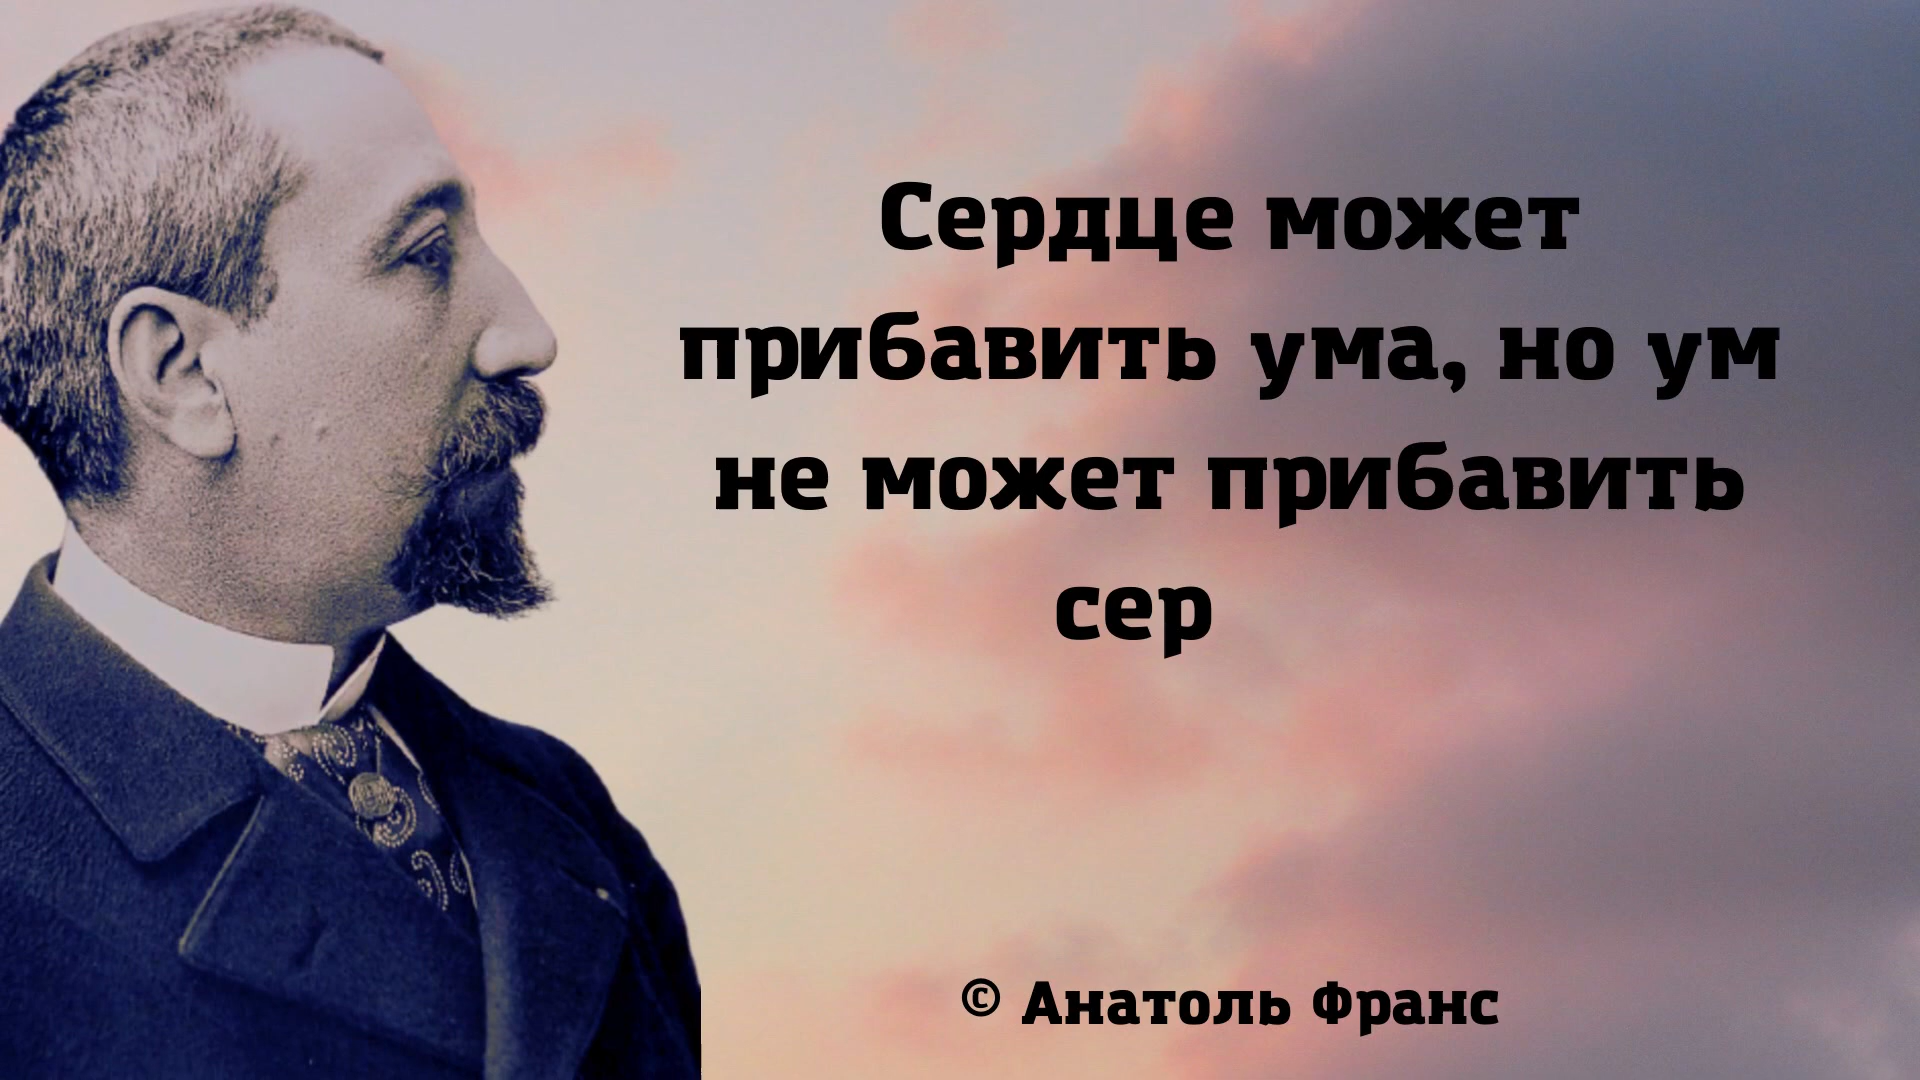 Сердце может
прибавить ума, но ум
не может прибавить
сер
© Анатоль Франс